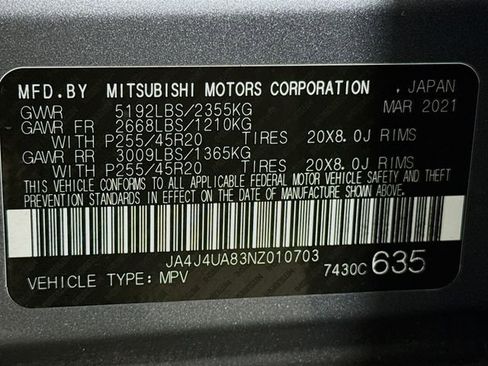 MFD. BY MITSUBISHI MOTORS CORPORATION , JAPAN
GVWR 5192LBS/2355KG MAR 2021
GAWR FR 2668LBS/1210KG
WITH P255/45R20 TIRES 20X8.0J RIMS
GAWR RR 3009LBS/1365KG
WITH P255/45R20 TIRES 20X8.0J RIMS
THIS VEHICLE CONFORMS TO ALL APPLICABLE FEDERAL MOTOR VEHICLE SAFETY AND THEFT
PREVENTION STANDARDS IN EFFECT ON THE DATE OF MANUFACTURE SHOWN ABOVE.
JA4J4UA83NZ010703
VEHICLE TYPE: MPV 7430C 635